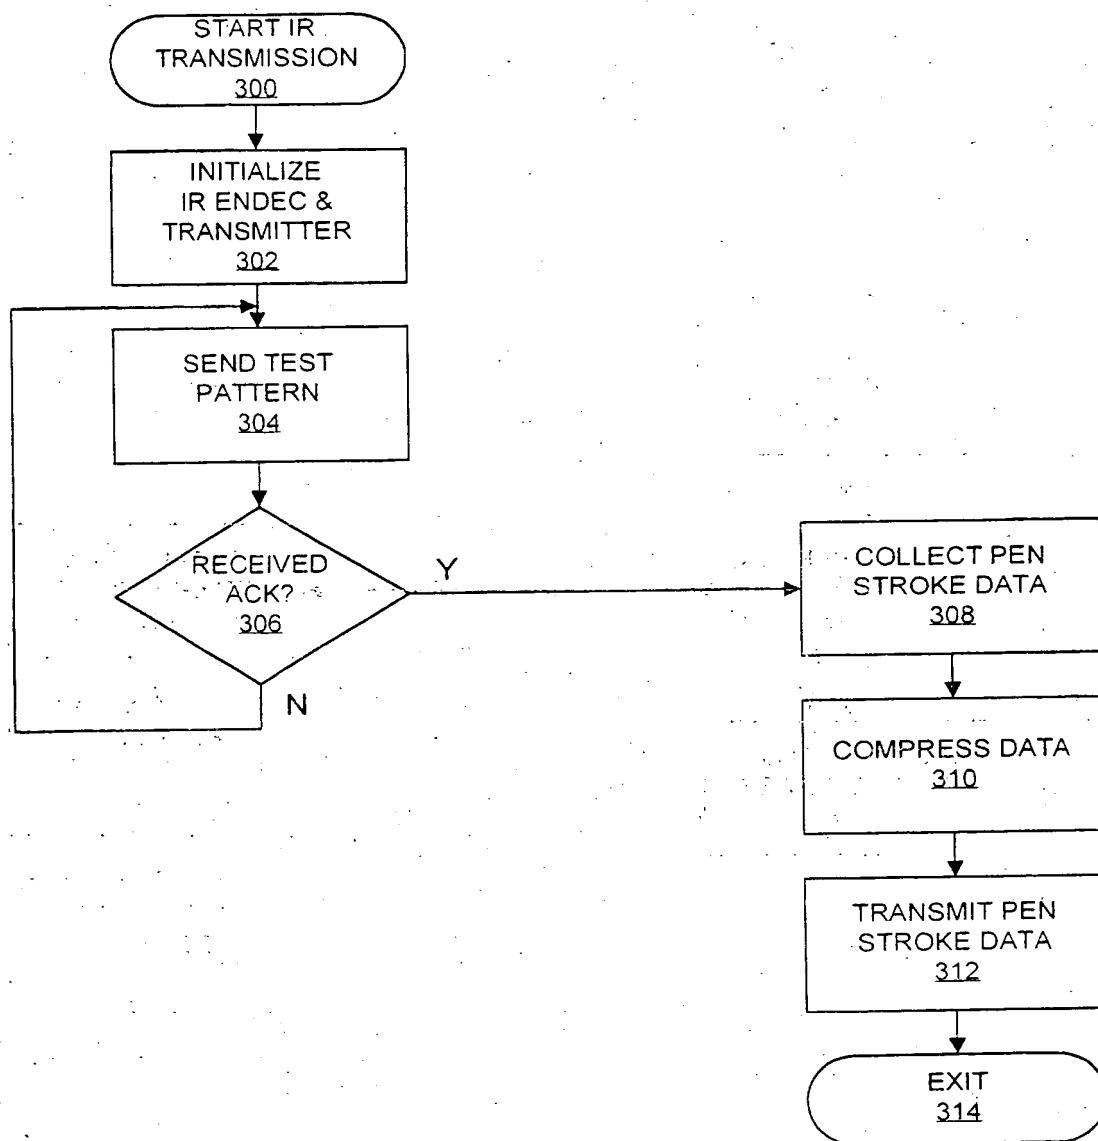 START IR
TRANSMISSION
300
INITIALIZE
IR ENDEC &
TRANSMITTER
302
SEND TEST
PATTERN
304
RECEIVED
ACK?
306
Y
N
COLLECT PEN
STROKE DATA
308
COMPRESS DATA
310
TRANSMIT PEN
STROKE DATA
312
EXIT
314